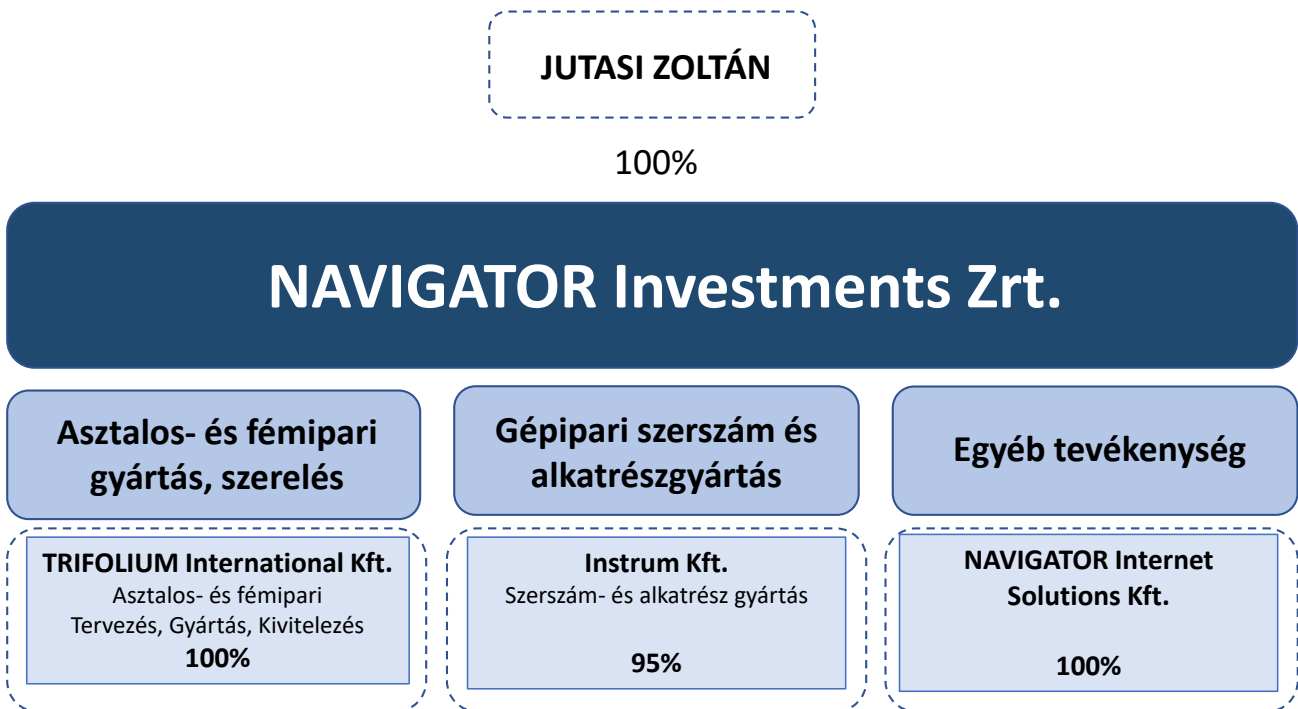 JUTASI ZOLTÁN
100%
NAVIGATOR Investments Zrt.
Asztalos- és fémipari
gyártás, szerelés
Gépipari szerszám és
alkatrészgyártás
Egyéb tevékenység
TRIFOLIUM International Kft.
Asztalos- és fémipari
Tervezés, Gyártás, Kivitelezés
100%
Instrum Kft.
Szerszám- és alkatrész gyártás
95%
NAVIGATOR Internet
Solutions Kft.
100%